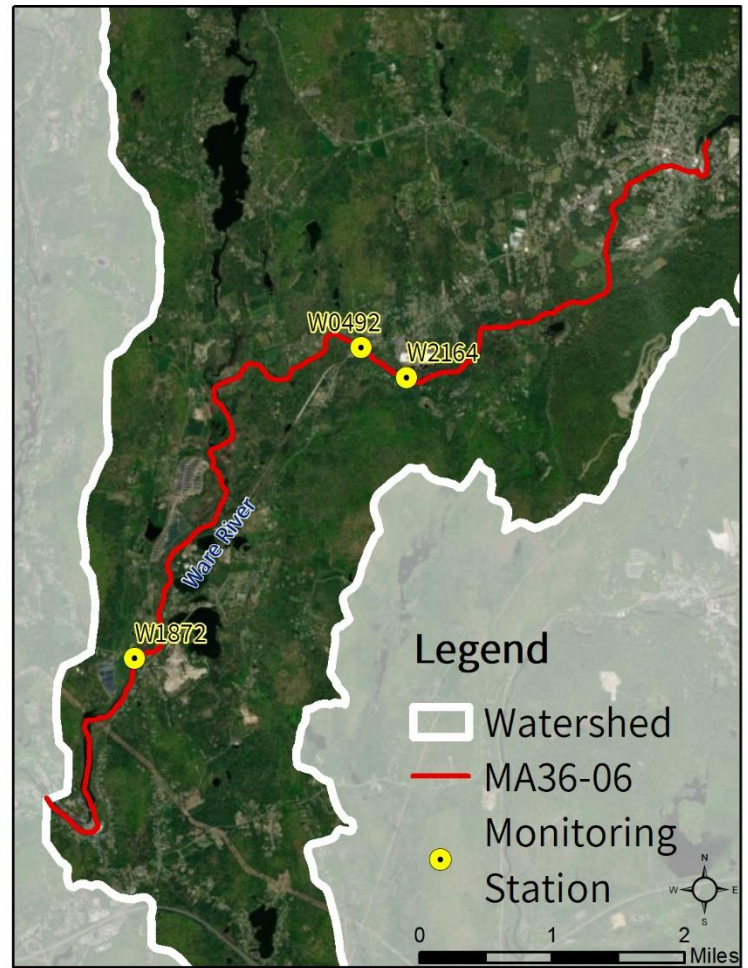 W0492
W2164
Ware River
W1872
Legend
Watershed
MA36-06
Monitoring
Station
N
W E
S
0 1 2
Miles